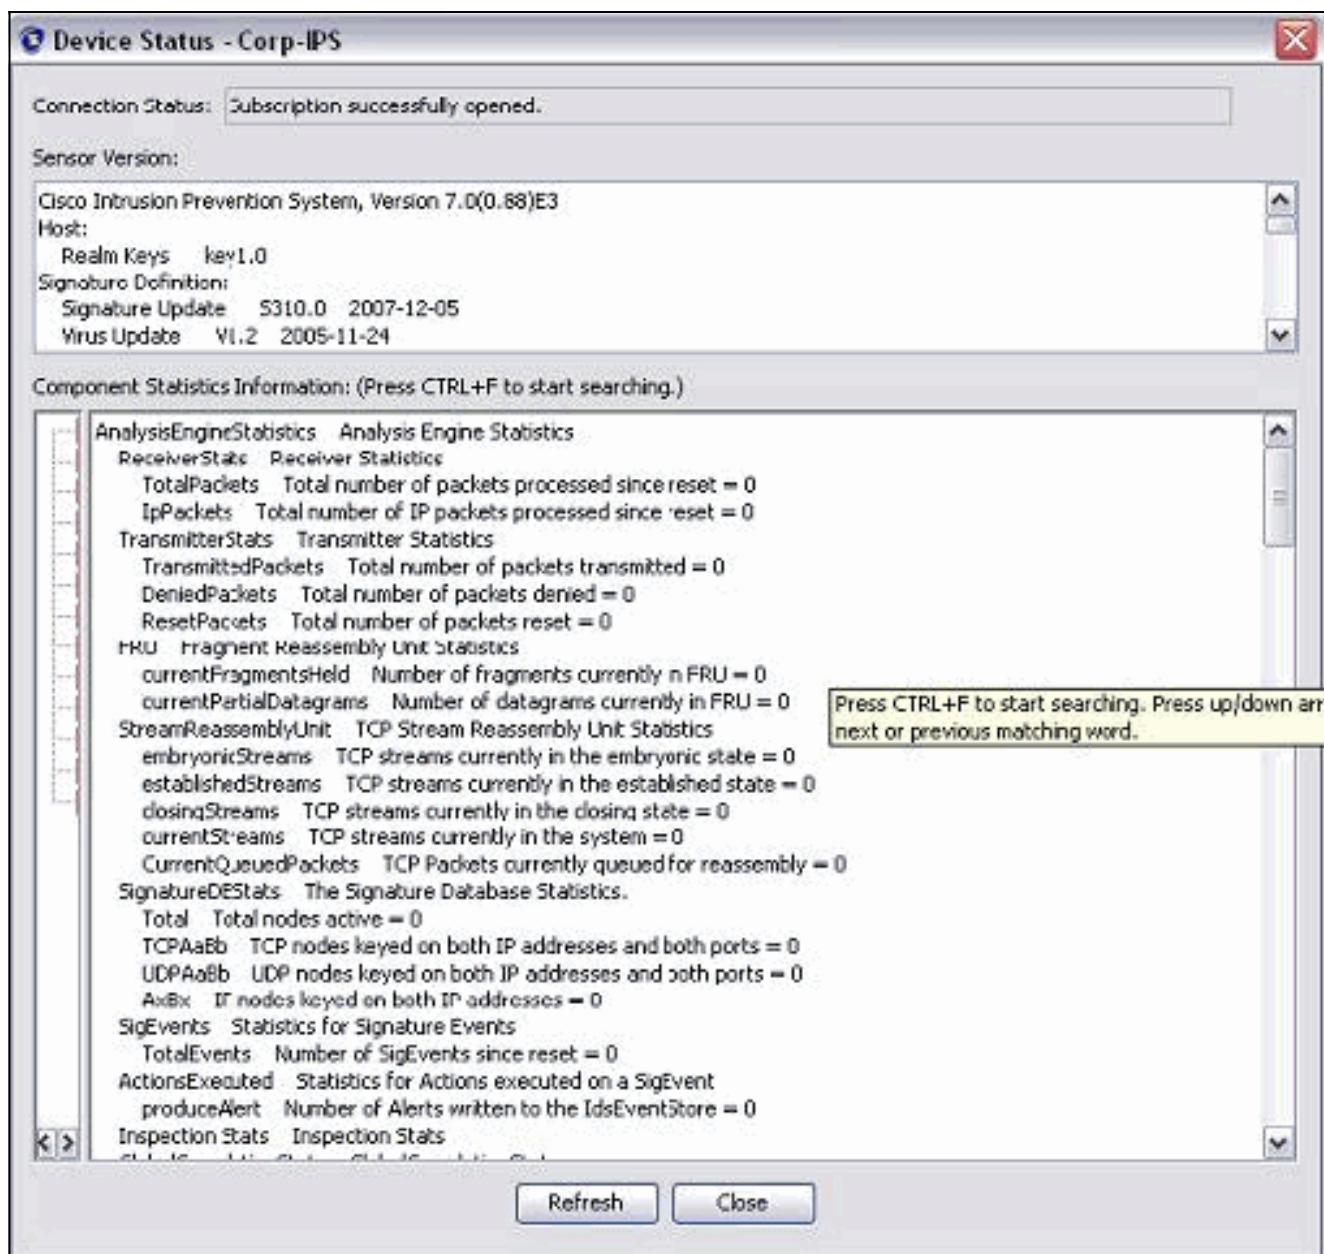 Device Status - Corp-IPS
Connection Status: Subscription successfully opened.
Sensor Version:
Cisco Intrusion Prevention System, Version 7.0(0.88)E3
Host:
Realm Keys key1.0
Signature Definition:
Signature Update S310.0 2007-12-05
Virus Update V1.2 2005-11-24
Component Statistics Information: (Press CTRL+F to start searching.)
AnalysisEngineStatistics Analysis Engine Statistics
ReceiverStats Receiver Statistics
TotalPackets Total number of packets processed since reset = 0
IpPackets Total number of IP packets processed since reset = 0
TransmitterStats Transmitter Statistics
TransmittedPackets Total number of packets transmitted = 0
DeniedPackets Total number of packets denied = 0
ResetPackets Total number of packets reset = 0
FRU Fragment Reassembly Unit Statistics
currentFragmentsHeld Number of fragments currently in FRU = 0
currentPartialDatagrams Number of datagrams currently in FRU = 0
Press CTRL+F to start searching. Press up/down arr
next or previous matching word.
StreamReassemblyUnit TCP Stream Reassembly Unit Statistics
embryonicStreams TCP streams currently in the embryonic state = 0
establishedStreams TCP streams currently in the established state = 0
closingStreams TCP streams currently in the closing state = 0
currentStreams TCP streams currently in the system = 0
CurrentQueuedPackets TCP Packets currently queued for reassembly = 0
SignatureDBStats The Signature Database Statistics.
Total Total nodes active = 0
TCPAaBb TCP nodes keyed on both IP addresses and both ports = 0
UDPAaBb UDP nodes keyed on both IP addresses and both ports = 0
AxBx IP nodes keyed on both IP addresses = 0
SigEvents Statistics for Signature Events
TotalEvents Number of SigEvents since reset = 0
ActionsExecuted Statistics for Actions executed on a SigEvent
produceAlert Number of Alerts written to the IdsEventStore = 0
Inspection Stats Inspection Stats
Refresh Close